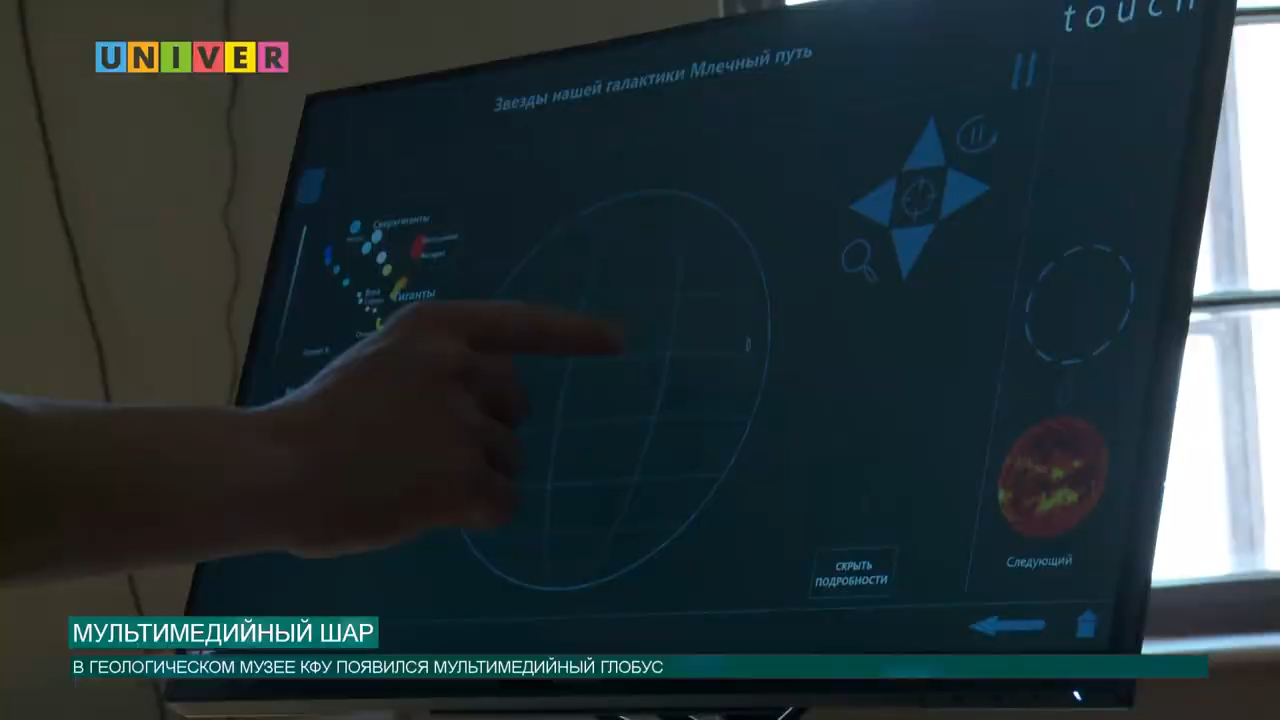 UNIVER
touch
Звезды нашей галактики Млечный путь
Сверхгиганты
Гиганты
Следующий
СКРЫТЬ
ПОДРОБНОСТИ
МУЛЬТИМЕДИЙНЫЙ ШАР
В ГЕОЛОГИЧЕСКОМ МУЗЕЕ КФУ ПОЯВИЛСЯ МУЛЬТИМЕДИЙНЫЙ ГЛОБУС